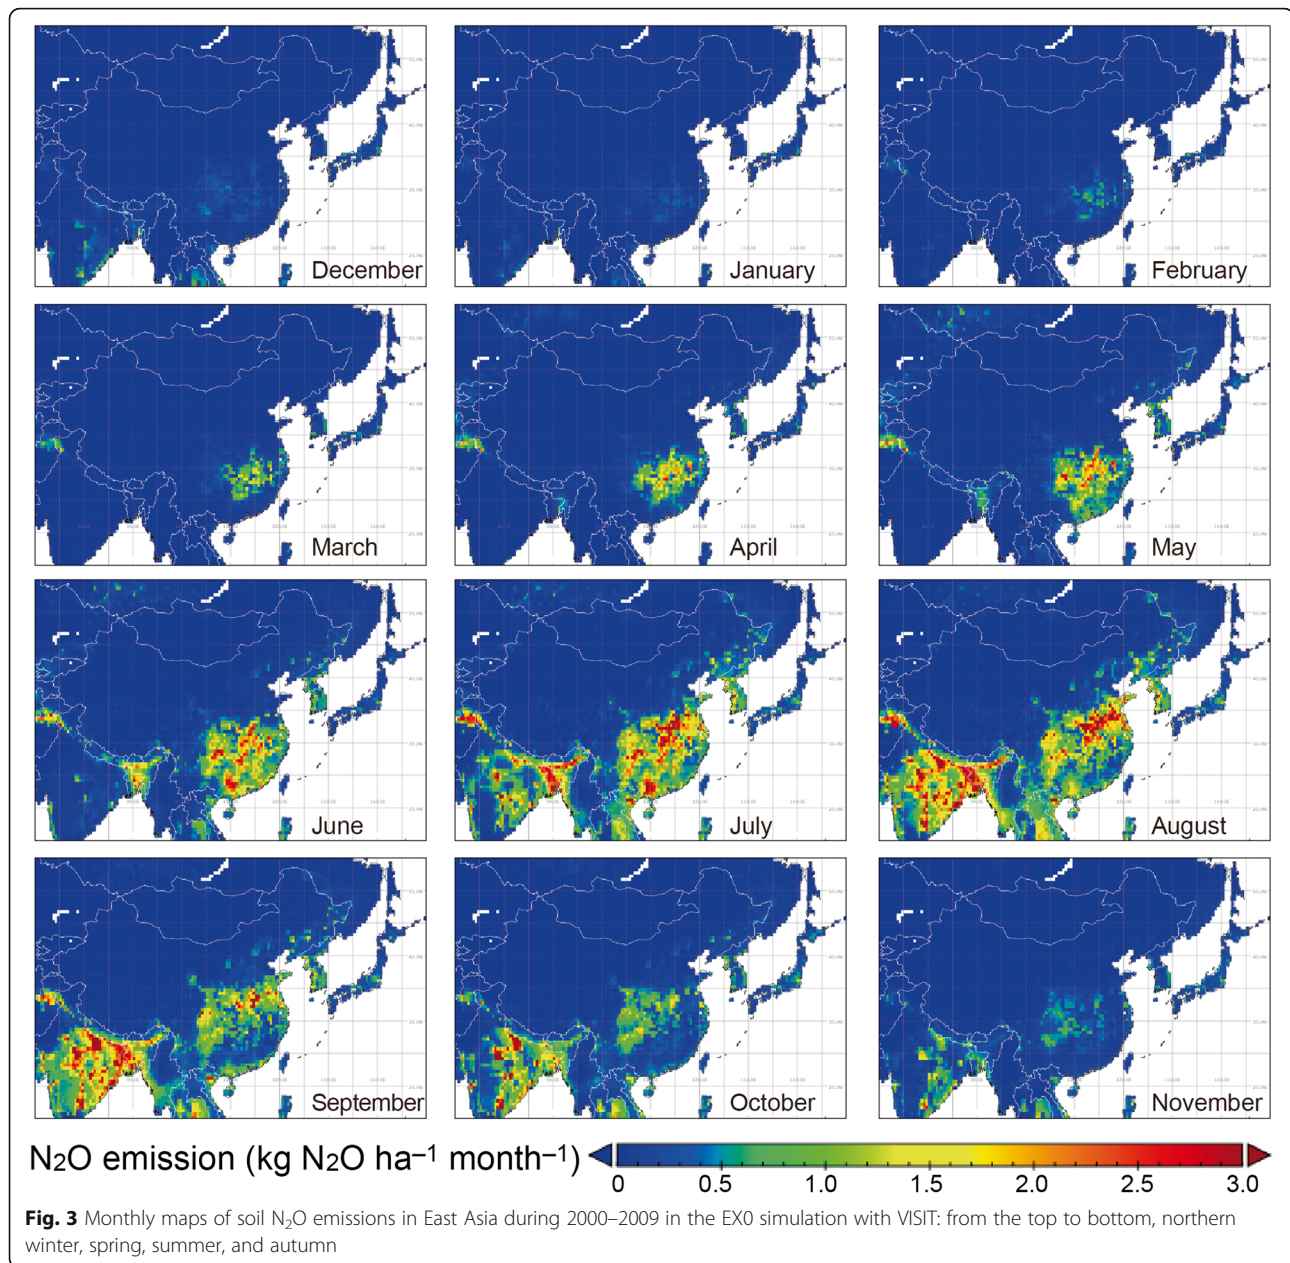 December
January
February
March
April
May
June
July
August
September
October
November
N2O emission (kg N2O ha–1 month–1)
0 0.5 1.0 1.5 2.0 2.5 3.0
Fig. 3 Monthly maps of soil N2O emissions in East Asia during 2000–2009 in the EX0 simulation with VISIT: from the top to bottom, northern
winter, spring, summer, and autumn